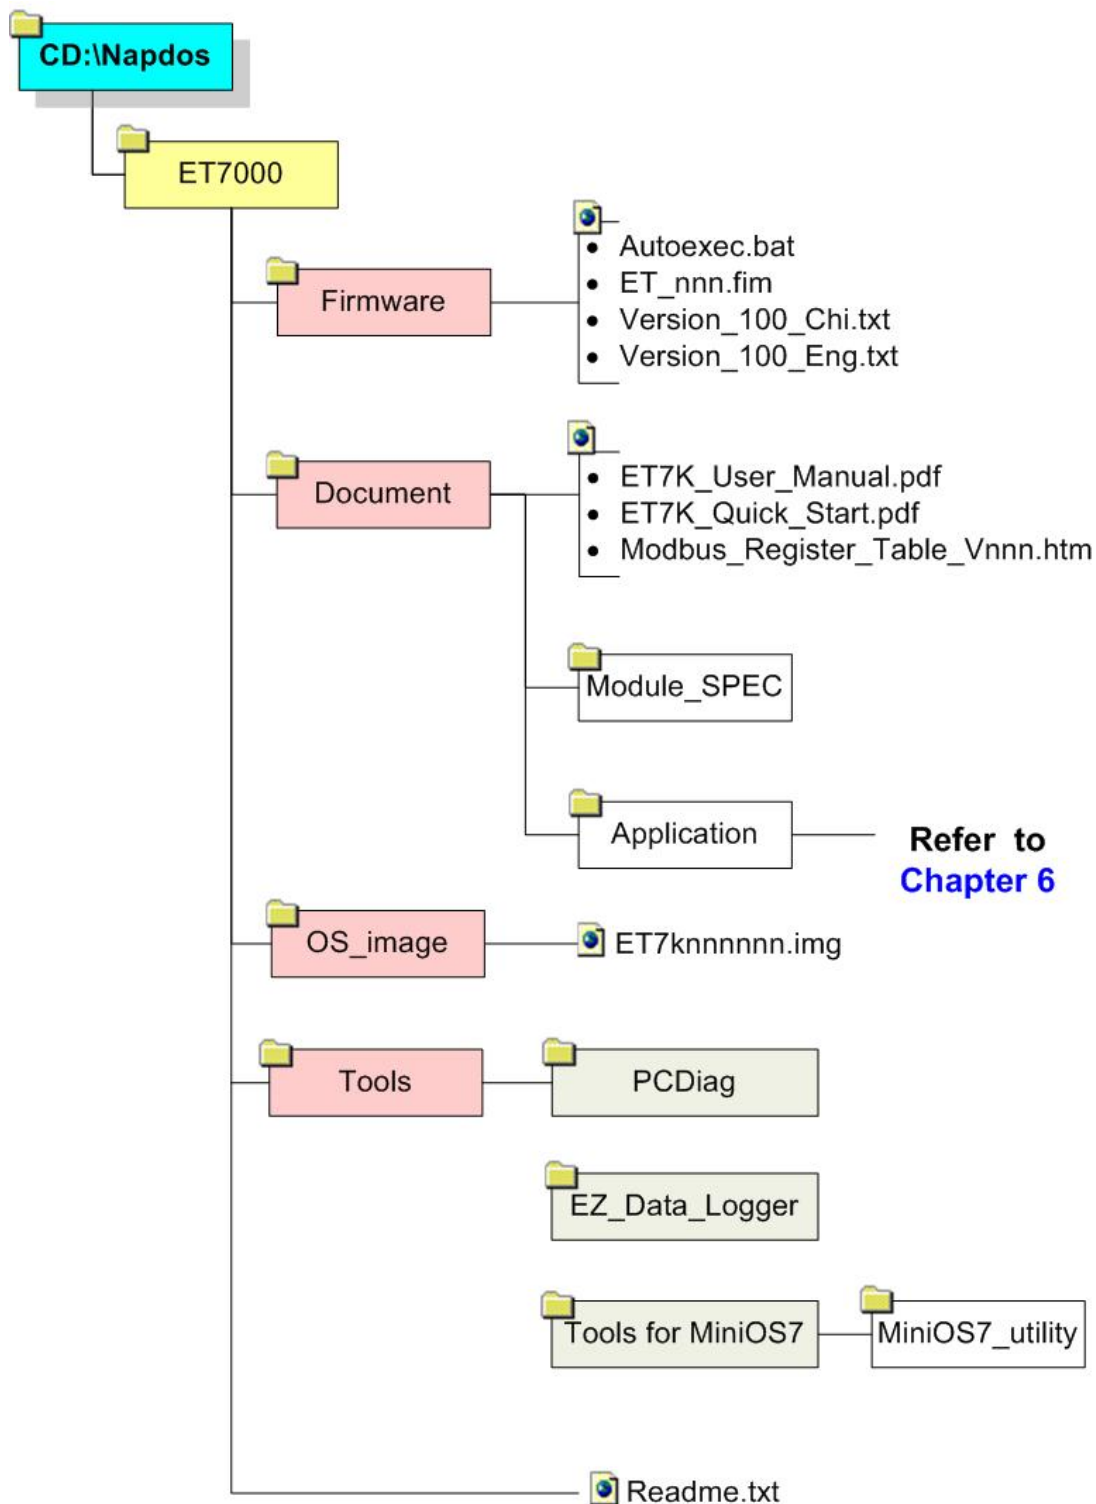 CD:\Napdos
ET7000
Firmware
• Autoexec.bat
• ET_nnn.fim
• Version_100_Chi.txt
• Version_100_Eng.txt
Document
• ET7K_User_Manual.pdf
• ET7K_Quick_Start.pdf
• Modbus_Register_Table_Vnnn.htm
Module_SPEC
Application
Refer to
Chapter 6
OS_image
ET7knnnnnn.img
Tools
PCDiag
EZ_Data_Logger
Tools for MiniOS7
MiniOS7_utility
Readme.txt